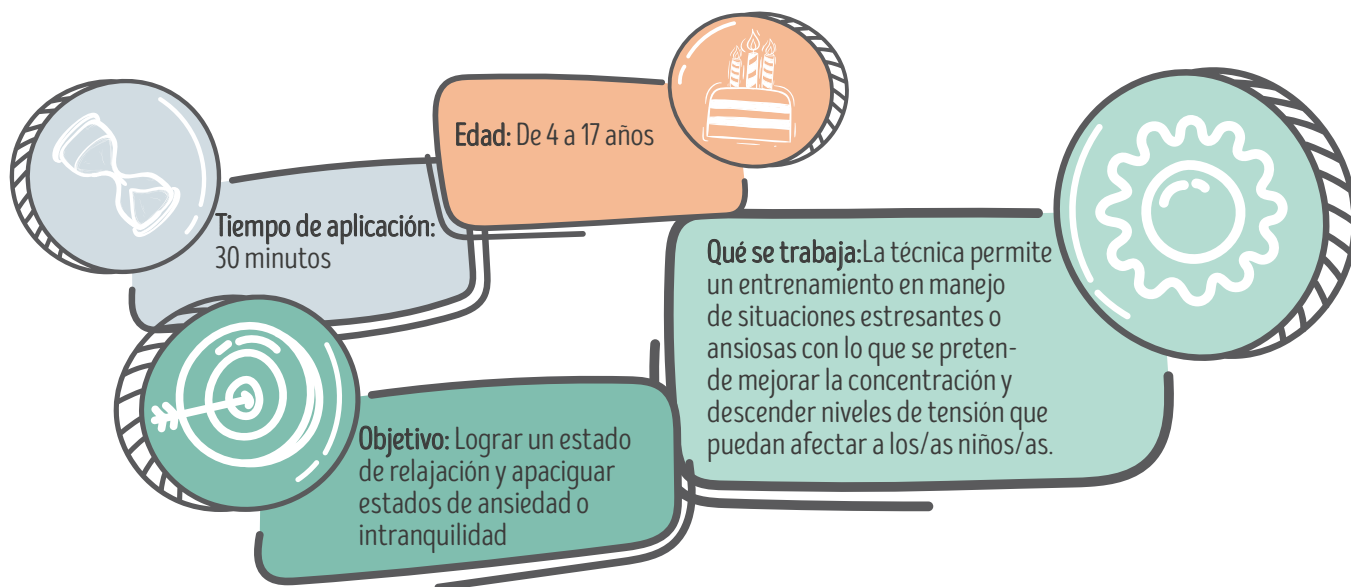 Edad: De 4 a 17 años
Tiempo de aplicación:
30 minutos
Qué se trabaja:La técnica permite
un entrenamiento en manejo
de situaciones estresantes o
ansiosas con lo que se preten-
de mejorar la concentración y
descender niveles de tensión que
puedan afectar a los/as niños/as.
Objetivo: Lograr un estado
de relajación y apaciguar
estados de ansiedad o
intranquilidad